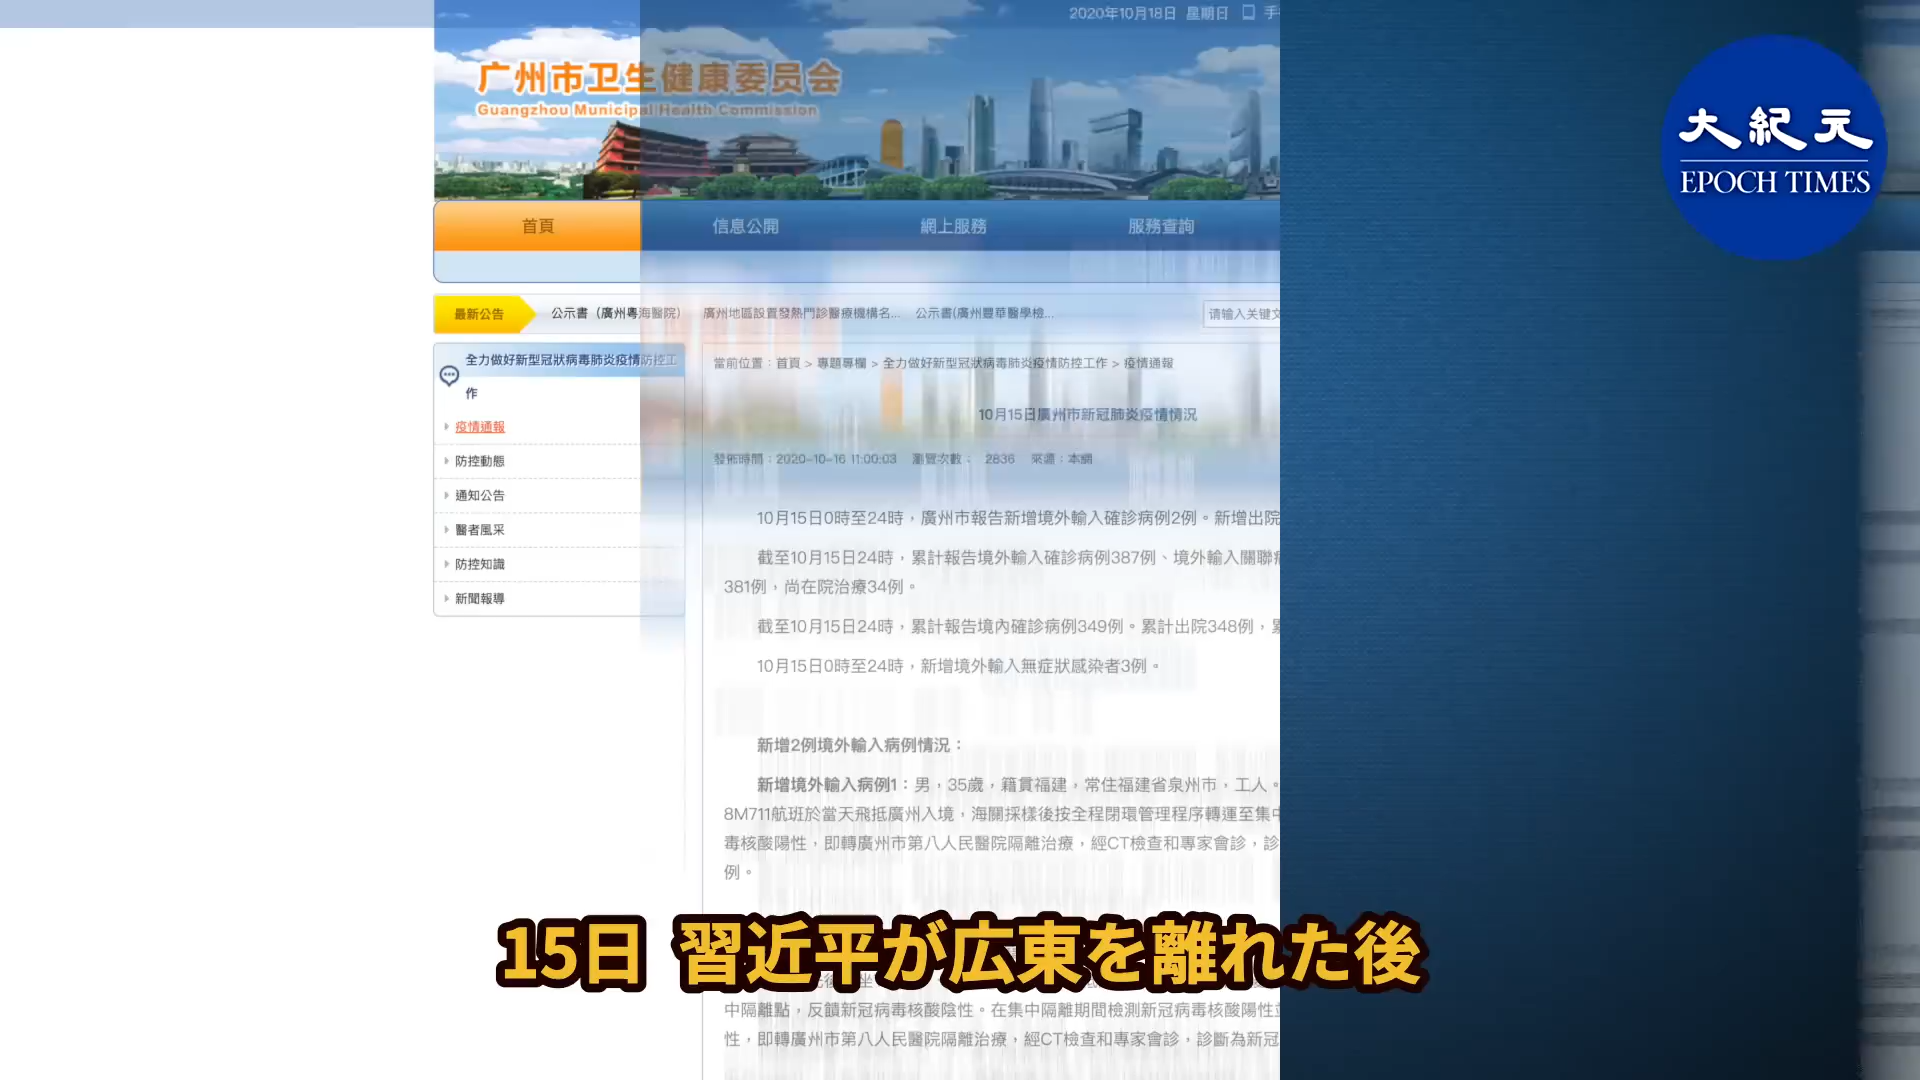 2020年10月18日 星期日
广州市卫生健康委员会
Guangzhou Municipal Health Commission
大紀元
EPOCH TIMES
首頁 信息公開 網上服務 服務查詢
最新公告 公示書（廣州粵海醫院） 廣州地區設置發熱門診醫療機構名... 公示書(廣州豐華醫學檢...
请输入关键文
全力做好新型冠狀病毒肺炎疫情防控工
作
疫情通報
防控動態
通知公告
醫者風采
防控知識
新聞報導
當前位置：首頁 > 專題專欄 > 全力做好新型冠狀病毒肺炎疫情防控工作 > 疫情通報
10月15日廣州市新冠肺炎疫情情況
發佈時間：2020-10-16 11:00:03 瀏覽次數： 2836 來源：本網
10月15日0時至24時，廣州市報告新增境外輸入確診病例2例。新增出院
截至10月15日24時，累計報告境外輸入確診病例387例、境外輸入關聯
381例，尚在院治療34例。
截至10月15日24時，累計報告境內確診病例349例。累計出院348例，
10月15日0時至24時，新增境外輸入無症狀感染者3例。
新增2例境外輸入病例情況：
新增境外輸入病例1：男，35歲，籍貫福建，常住福建省泉州市，工人。
8M711航班於當天飛抵廣州入境，海關採樣後按全程閉環管理程序轉運至集中
毒核酸陽性，即轉廣州市第八人民醫院隔離治療，經CT檢查和專家會診，診
例。
15日 習近平が広東を離れた後
中隔離點，反饋新冠病毒核酸陰性。在集中隔離期間檢測新冠病毒核酸陽性
性，即轉廣州市第八人民醫院隔離治療，經CT檢查和專家會診，診斷為新冠